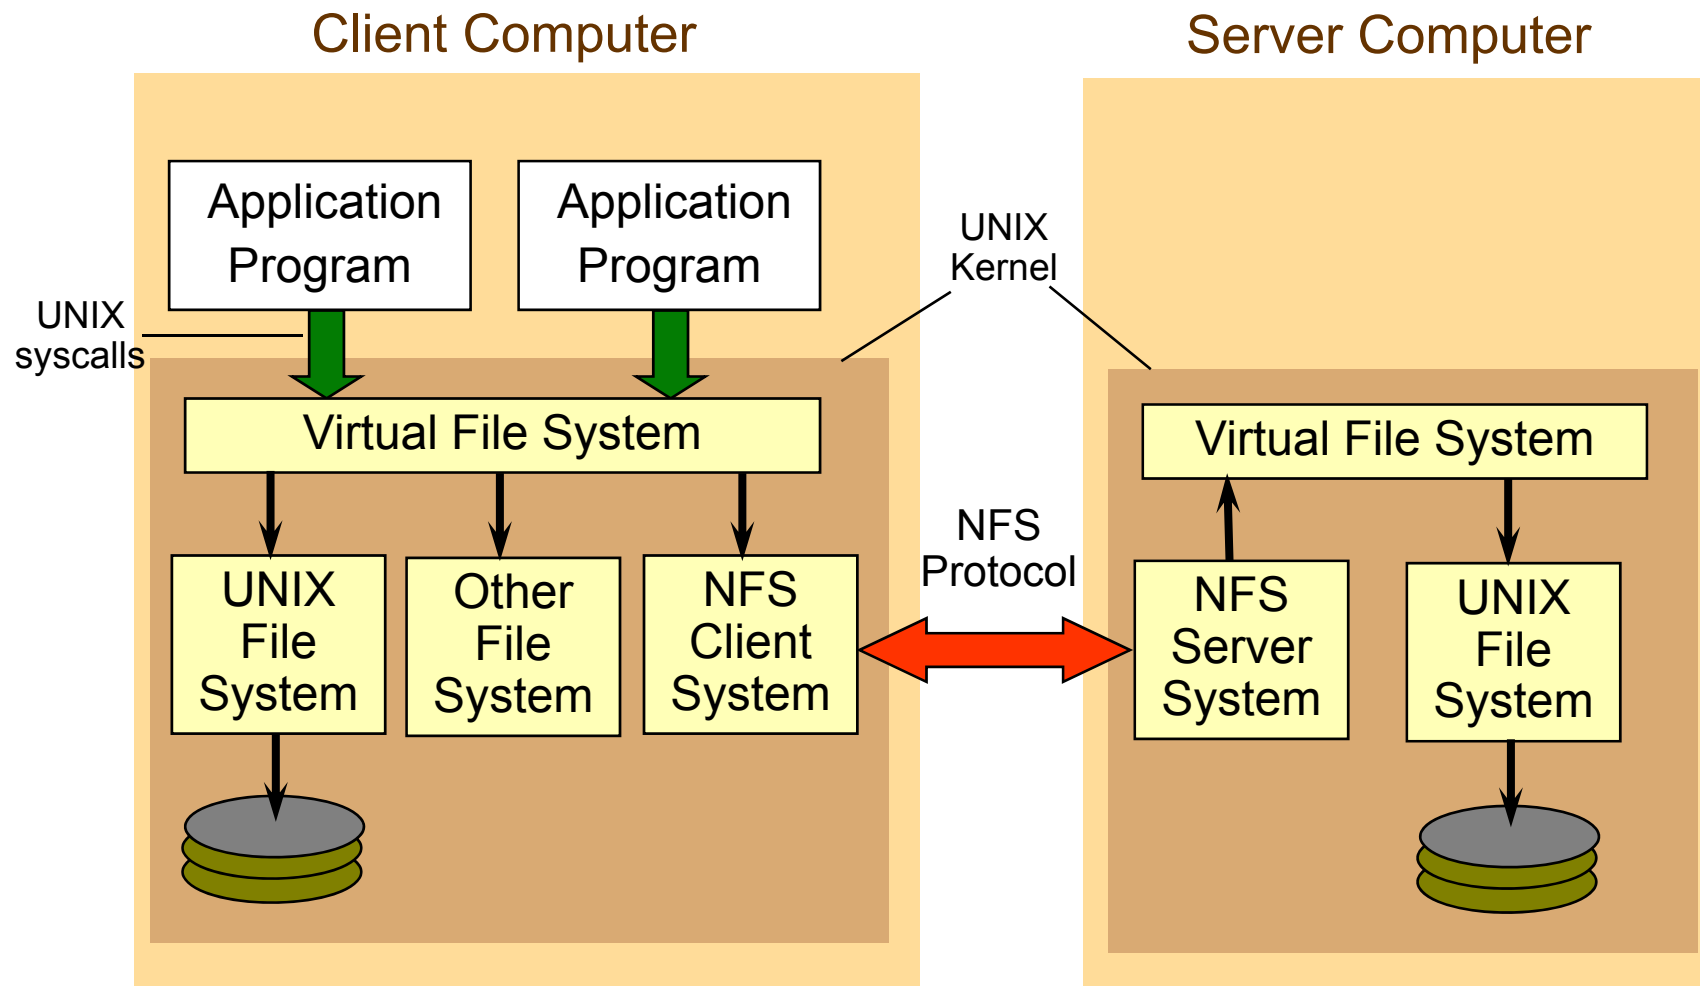 Client Computer
Server Computer
Application
Program
Application
Program
UNIX
Kernel
UNIX
syscalls
Virtual File System
Virtual File System
NFS
Protocol
UNIX
File
System
Other
File
System
NFS
Client
System
NFS
Server
System
UNIX
File
System